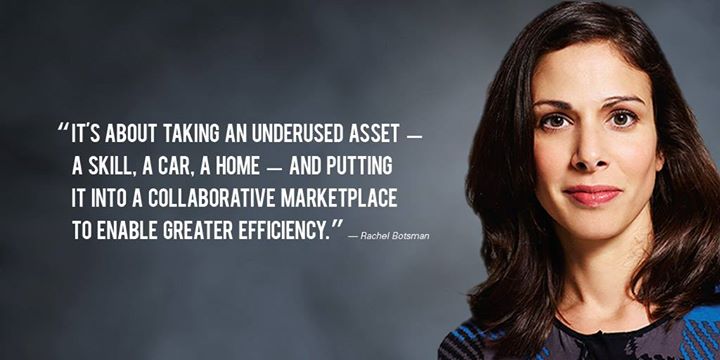 “IT'S ABOUT TAKING AN UNDERUSED ASSET –
A SKILL, A CAR, A HOME – AND PUTTING
IT INTO A COLLABORATIVE MARKETPLACE
TO ENABLE GREATER EFFICIENCY.” — Rachel Botsman